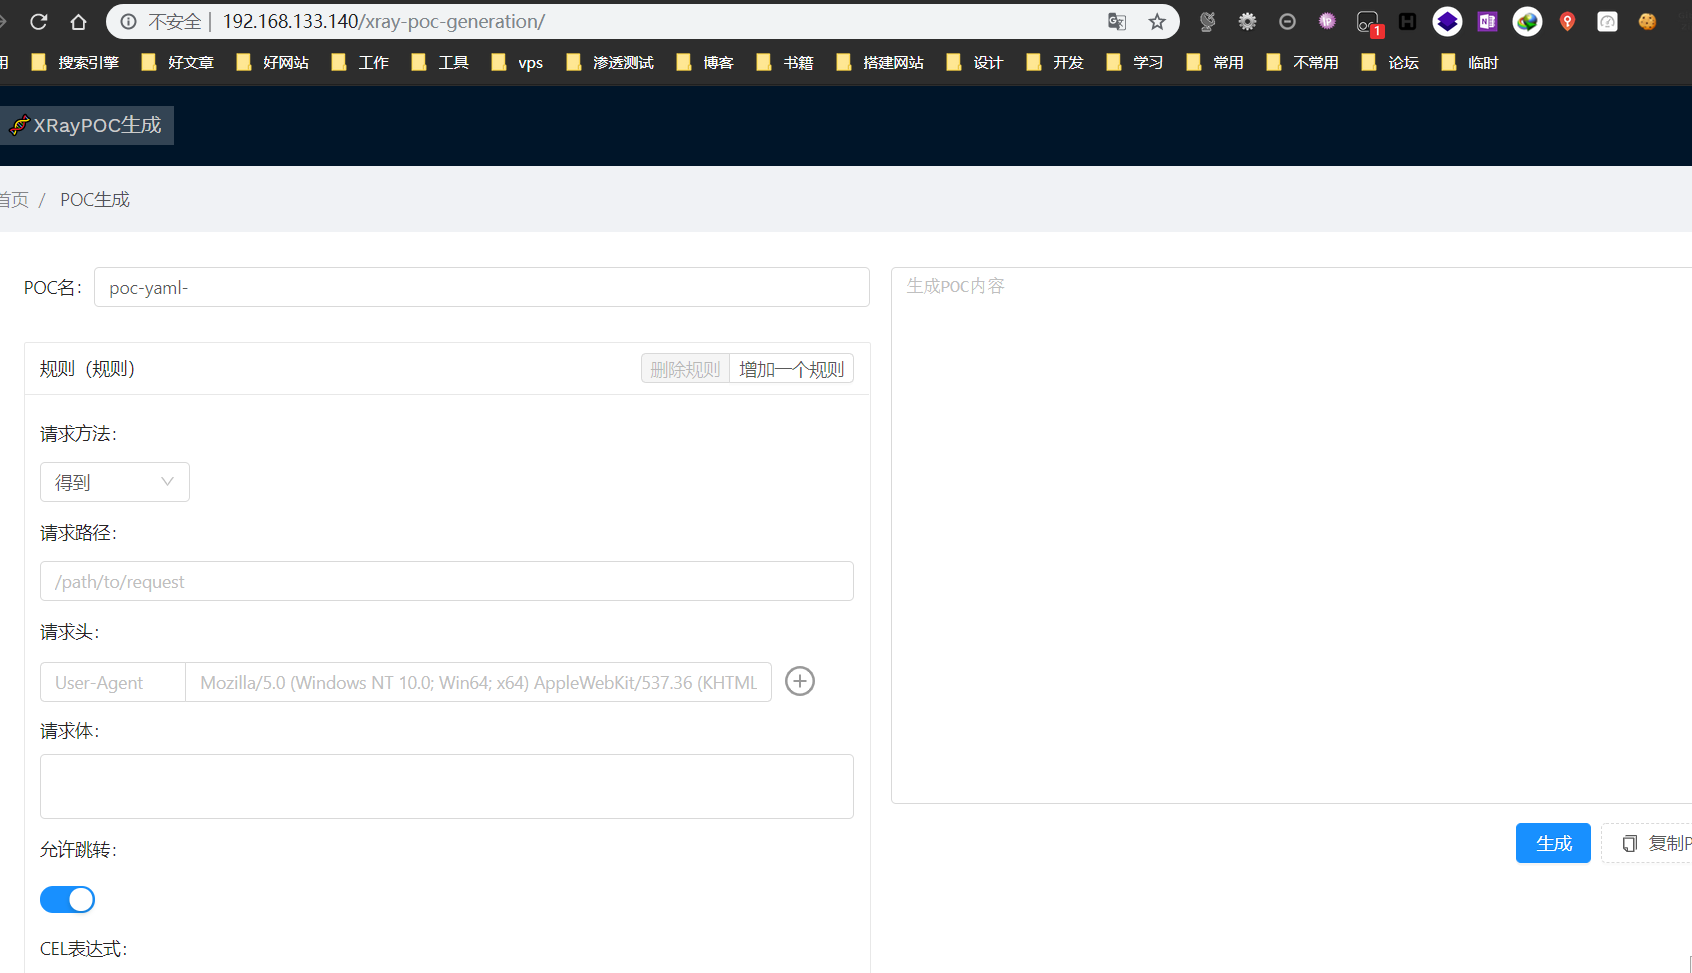 不安全 | 192.168.133.140/xray-poc-generation/
用 搜索引擎 好文章 好网站 工作 工具 vps 渗透测试 博客 书籍 搭建网站 设计 开发 学习 常用 不常用 论坛 临时
XRayPOC生成
首页 / POC生成
POC名: poc-yaml-
生成POC内容
规则（规则） 删除规则 增加一个规则
请求方法:
得到
请求路径:
/path/to/request
请求头:
User-Agent Mozilla/5.0 (Windows NT 10.0; Win64; x64) AppleWebKit/537.36 (KHTML
请求体:
生成 复制P
允许跳转:
CEL表达式: